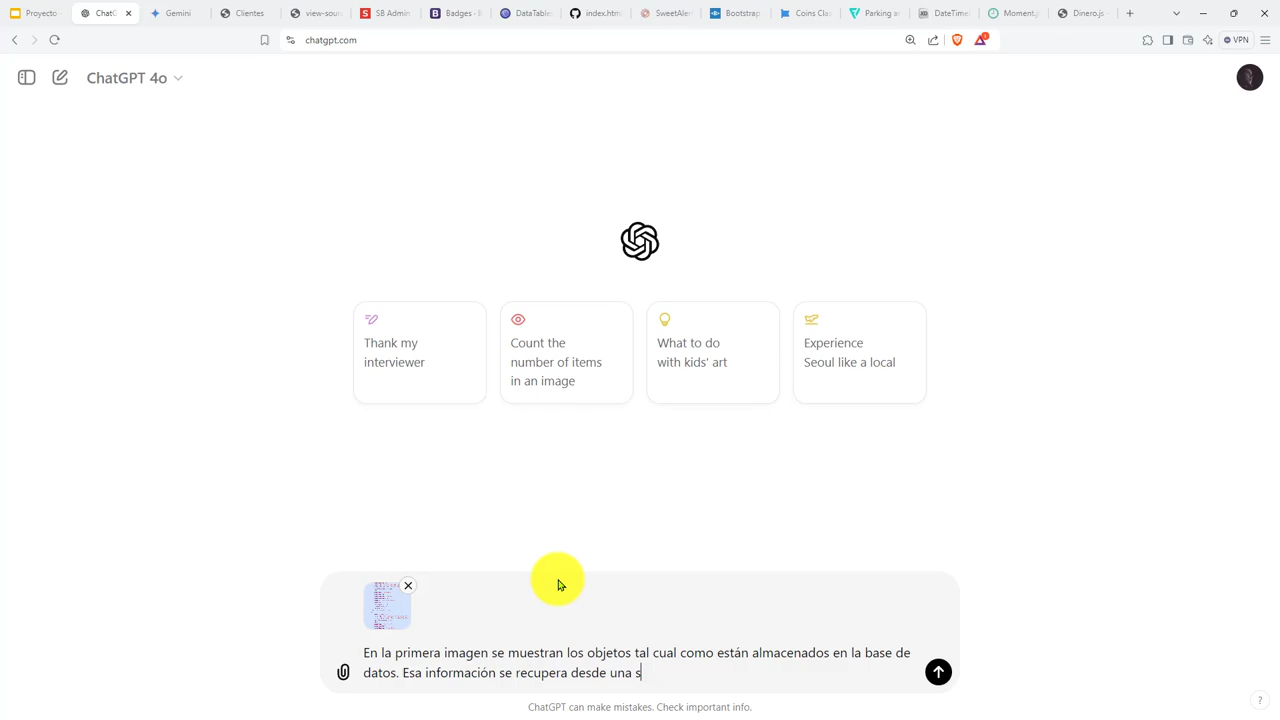 Proyecto
ChatG
Gemini
Clientes
view-sour
SB Admin
Badges -
DataTable
index.htm
SweetAler
Bootstrap
Coins Cla
Parking a
DateTime
Moment.j
Dinero.js
chatgpt.com
VPN
ChatGPT 4o
Thank my
interviewer
Count the
number of items
in an image
What to do
with kids' art
Experience
Seoul like a local
En la primera imagen se muestran los objetos tal cual como están almacenados en la base de
datos. Esa información se recupera desde una s
ChatGPT can make mistakes. Check important info.
?